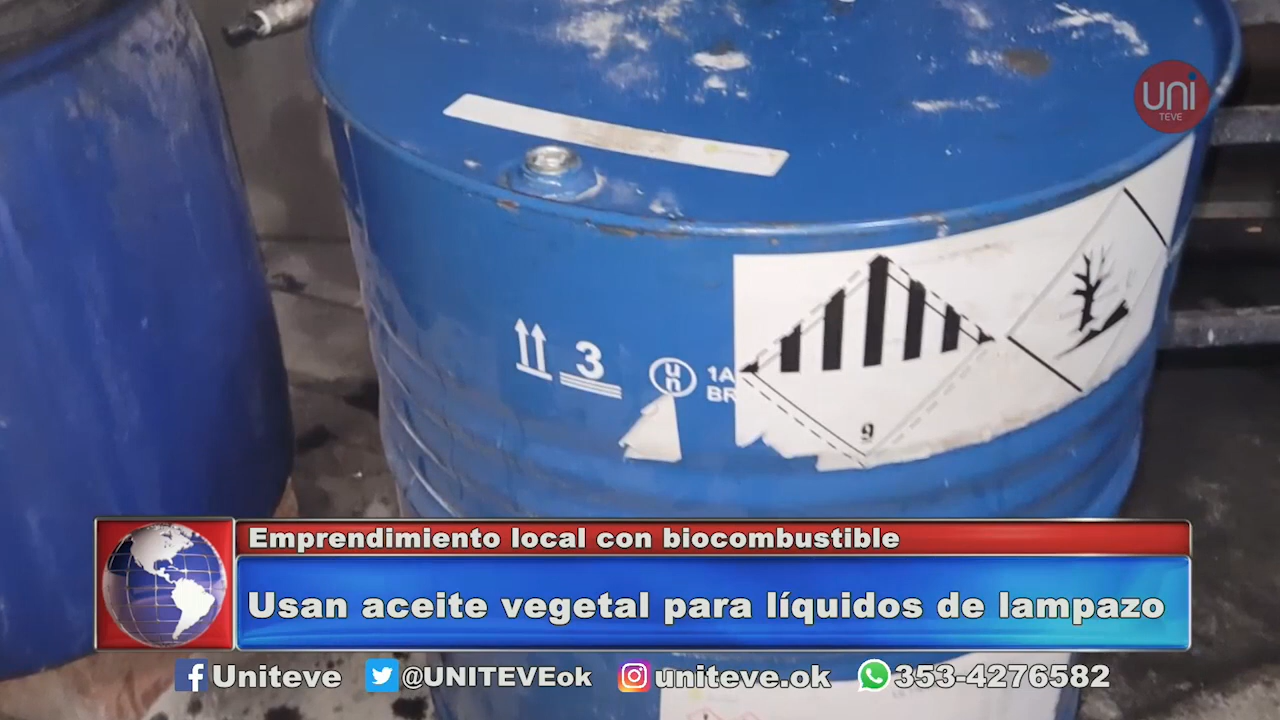 uni
TEVE
3
un
1A
BR
9
Emprendimiento local con biocombustible
Usan aceite vegetal para líquidos de lampazo
Uniteve @UNITEVEok uniteve.ok 353-4276582